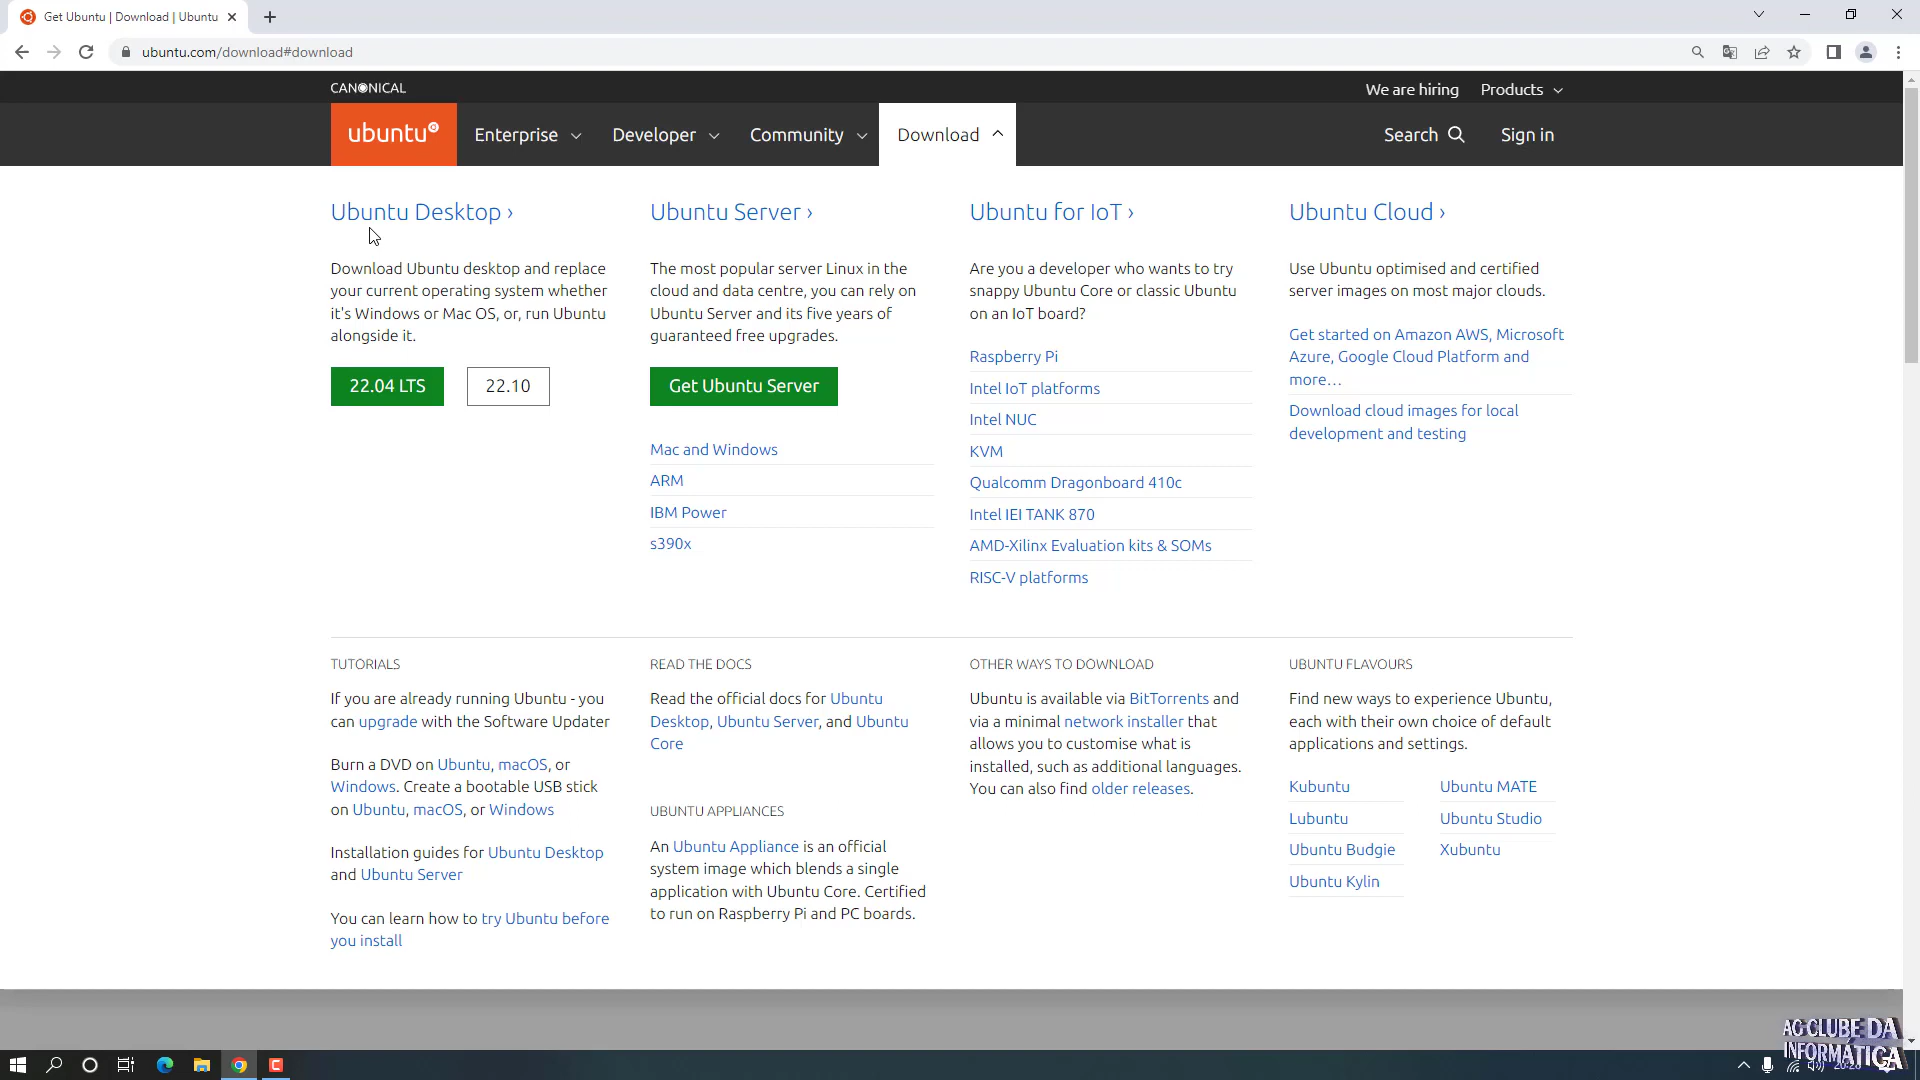 Get Ubuntu | Download | Ubuntu
ubuntu.com/download#download
CANONICAL
We are hiring Products
ubuntu Enterprise Developer Community Download Search Sign in
Ubuntu Desktop ›
Download Ubuntu desktop and replace
your current operating system whether
it's Windows or Mac OS, or, run Ubuntu
alongside it.
22.04 LTS 22.10
Ubuntu Server ›
The most popular server Linux in the
cloud and data centre, you can rely on
Ubuntu Server and its five years of
guaranteed free upgrades.
Get Ubuntu Server
Mac and Windows
ARM
IBM Power
s390x
Ubuntu for IoT ›
Are you a developer who wants to try
snappy Ubuntu Core or classic Ubuntu
on an IoT board?
Raspberry Pi
Intel IoT platforms
Intel NUC
KVM
Qualcomm Dragonboard 410c
Intel IEI TANK 870
AMD-Xilinx Evaluation kits & SOMs
RISC-V platforms
Ubuntu Cloud ›
Use Ubuntu optimised and certified
server images on most major clouds.
Get started on Amazon AWS, Microsoft
Azure, Google Cloud Platform and
more…
Download cloud images for local
development and testing
TUTORIALS
If you are already running Ubuntu - you
can upgrade with the Software Updater
Burn a DVD on Ubuntu, macOS, or
Windows. Create a bootable USB stick
on Ubuntu, macOS, or Windows
Installation guides for Ubuntu Desktop
and Ubuntu Server
You can learn how to try Ubuntu before
you install
READ THE DOCS
Read the official docs for Ubuntu
Desktop, Ubuntu Server, and Ubuntu
Core
UBUNTU APPLIANCES
An Ubuntu Appliance is an official
system image which blends a single
application with Ubuntu Core. Certified
to run on Raspberry Pi and PC boards.
OTHER WAYS TO DOWNLOAD
Ubuntu is available via BitTorrents and
via a minimal network installer that
allows you to customise what is
installed, such as additional languages.
You can also find older releases.
UBUNTU FLAVOURS
Find new ways to experience Ubuntu,
each with their own choice of default
applications and settings.
Kubuntu
Lubuntu
Ubuntu Budgie
Ubuntu Kylin
Ubuntu MATE
Ubuntu Studio
Xubuntu
AG CLUBE DA
INFORMÁTICA